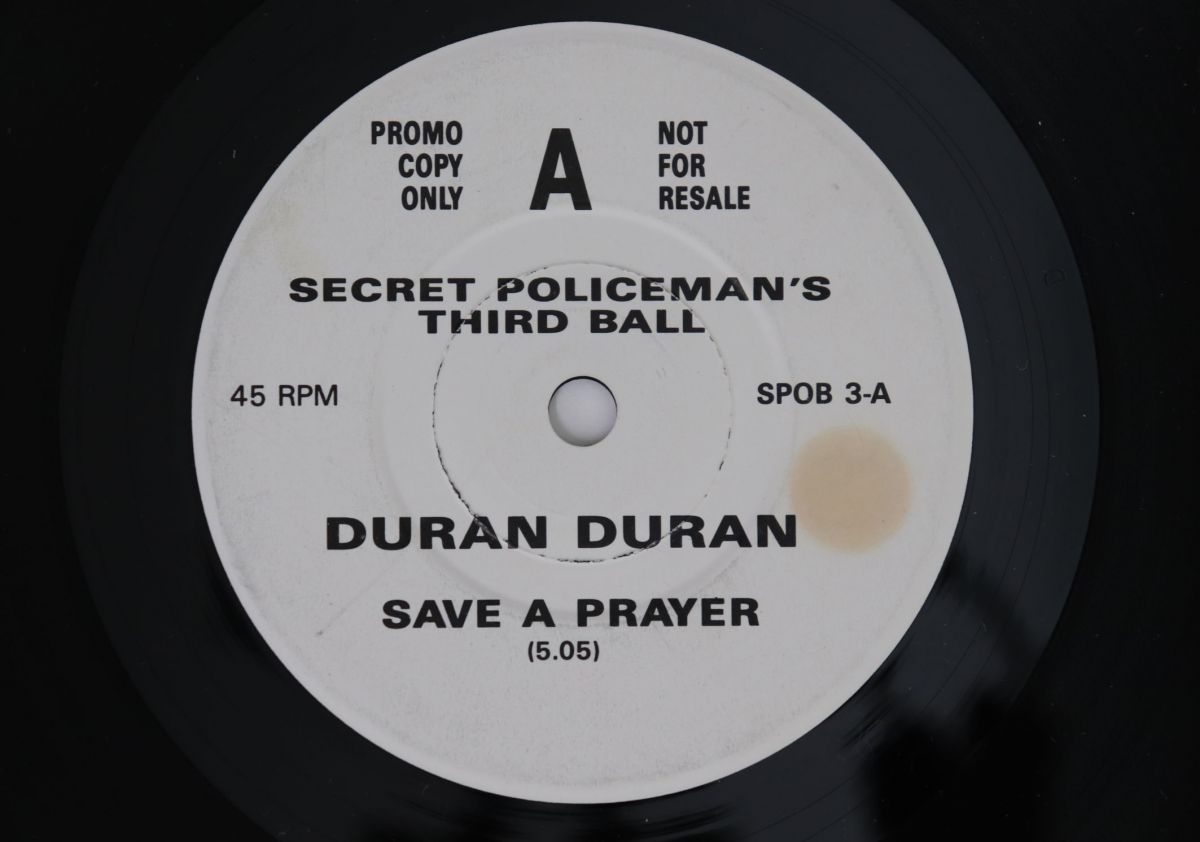 PROMO
COPY
ONLY
A
NOT
FOR
RESALE
SECRET POLICEMAN'S
THIRD BALL
45 RPM
SPOB 3-A
DURAN DURAN
SAVE A PRAYER
(5.05)